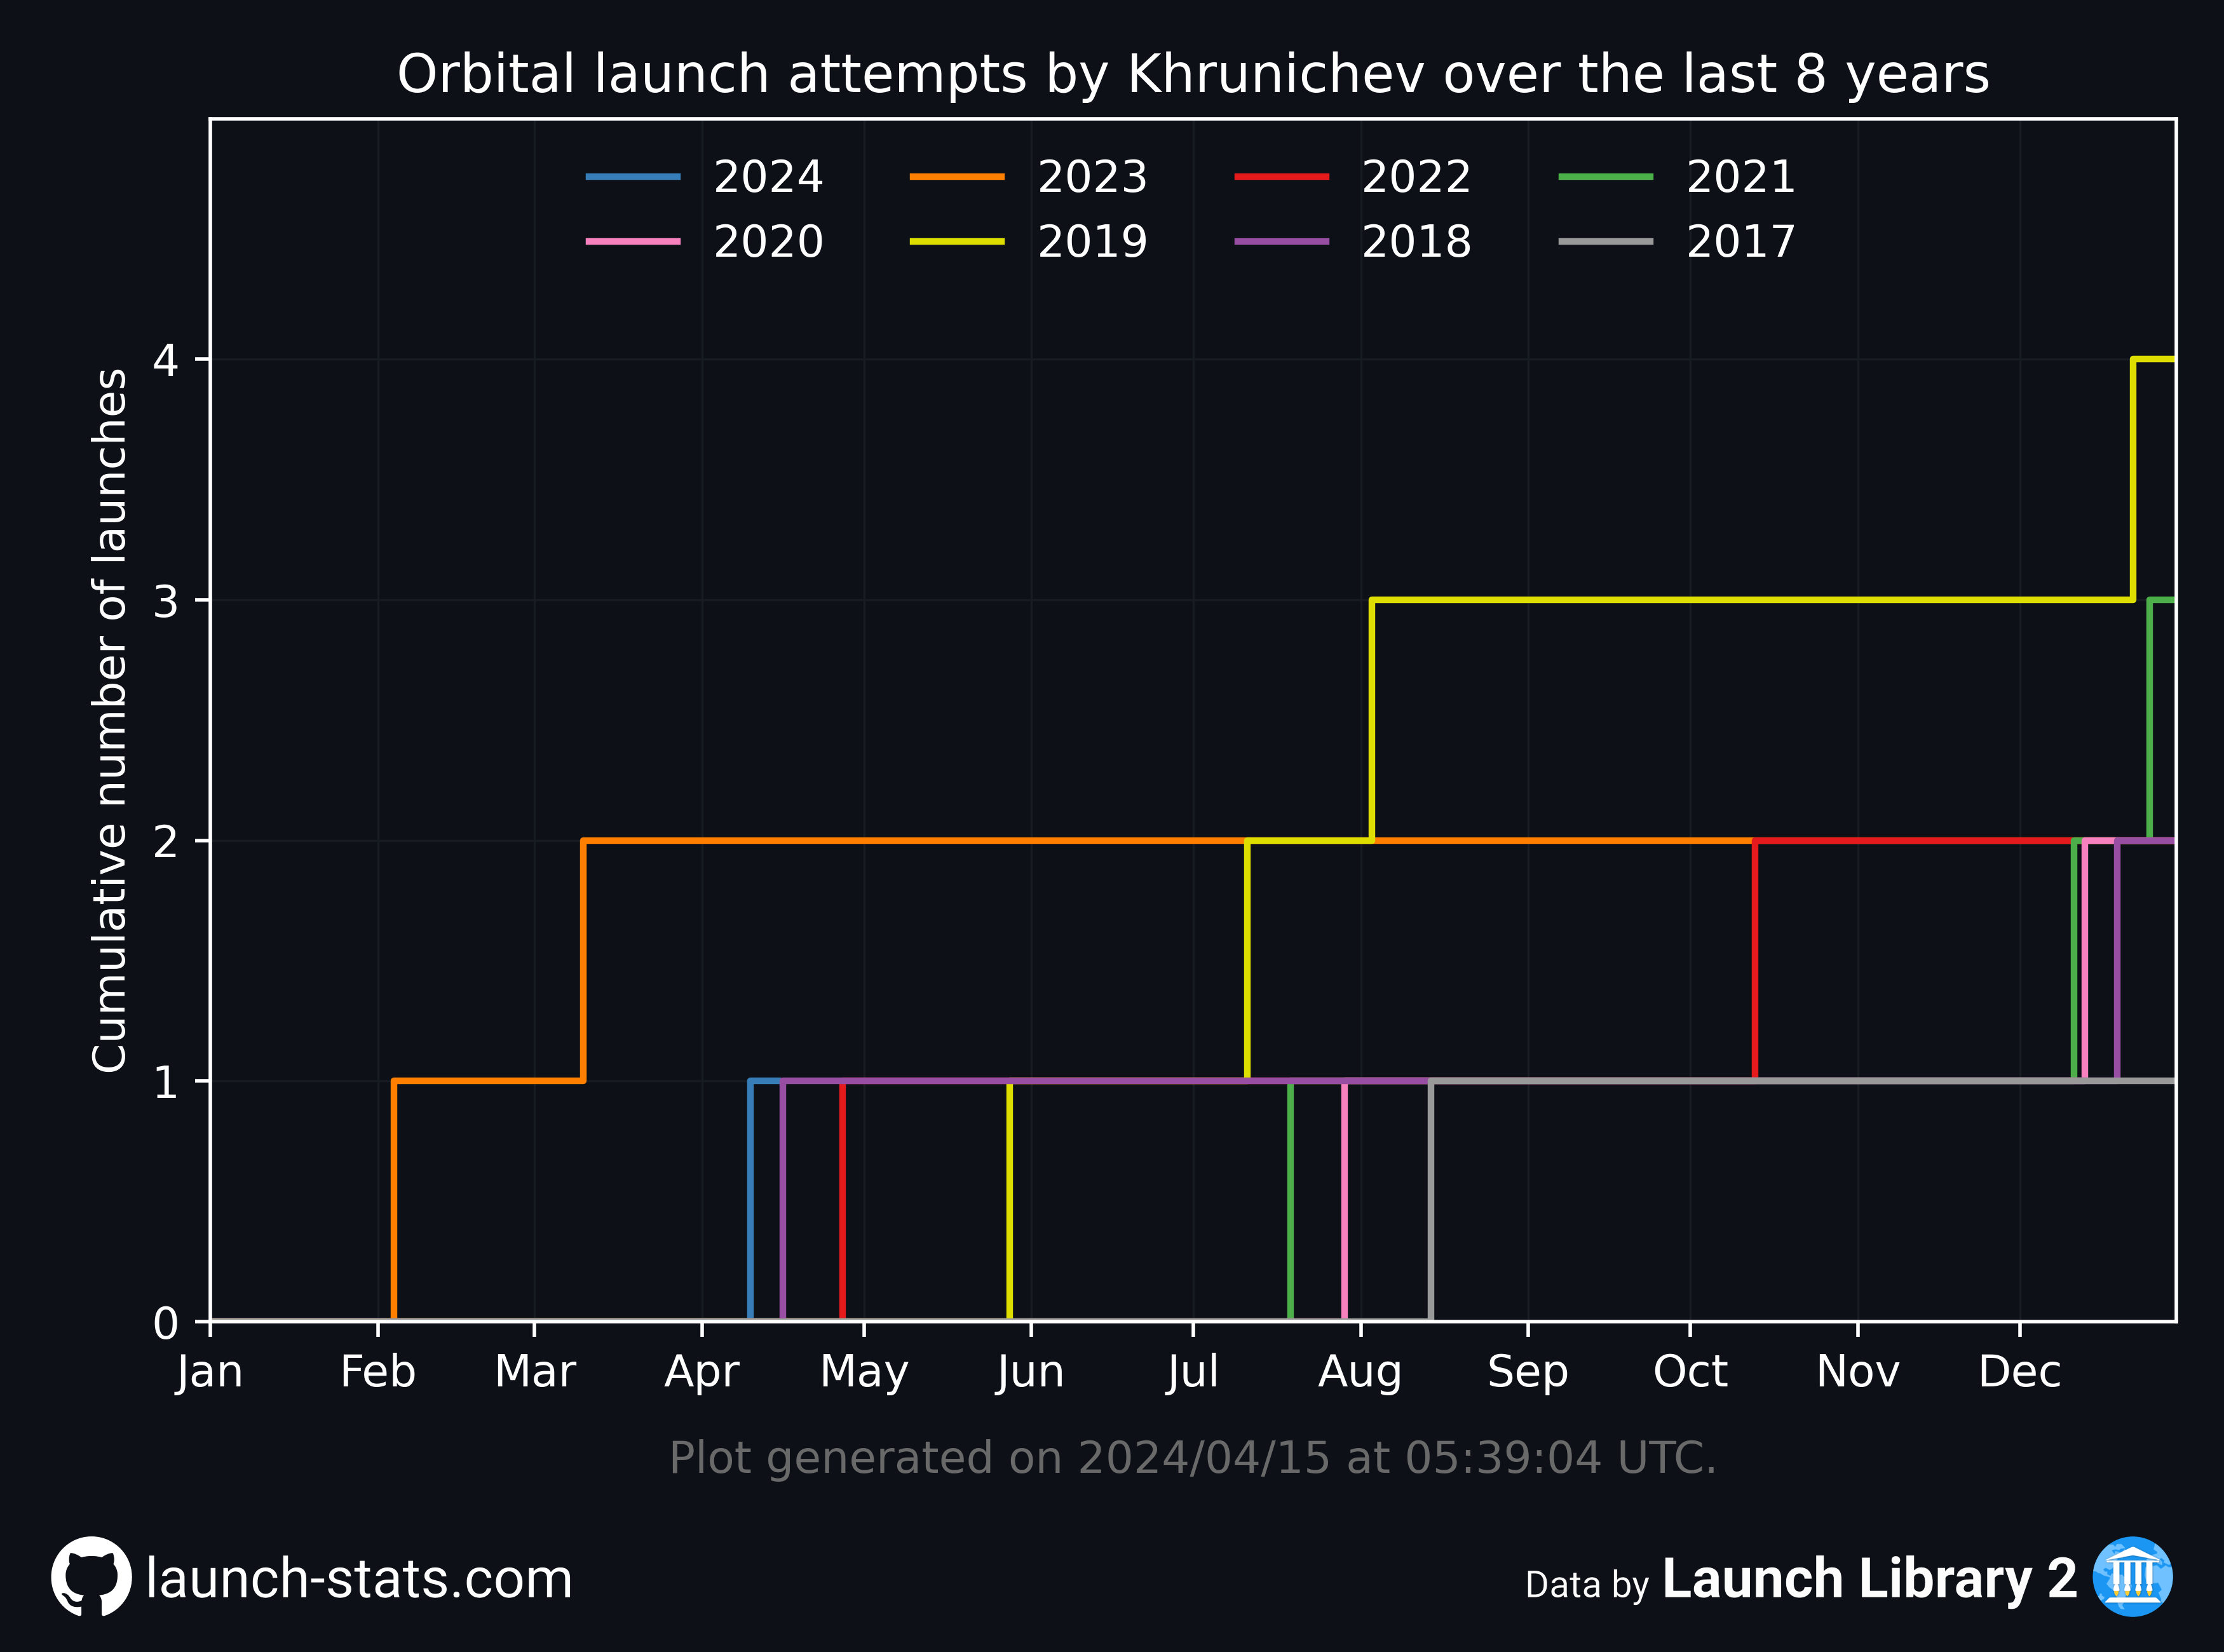 Orbital launch attempts by Khrunichev over the last 8 years
2024 2023 2022 2021
2020 2019 2018 2017
Cumulative number of launches
4
3
2
1
0
Jan Feb Mar Apr May Jun Jul Aug Sep Oct Nov Dec
Plot generated on 2024/04/15 at 05:39:04 UTC.
launch-stats.com
Data by Launch Library 2